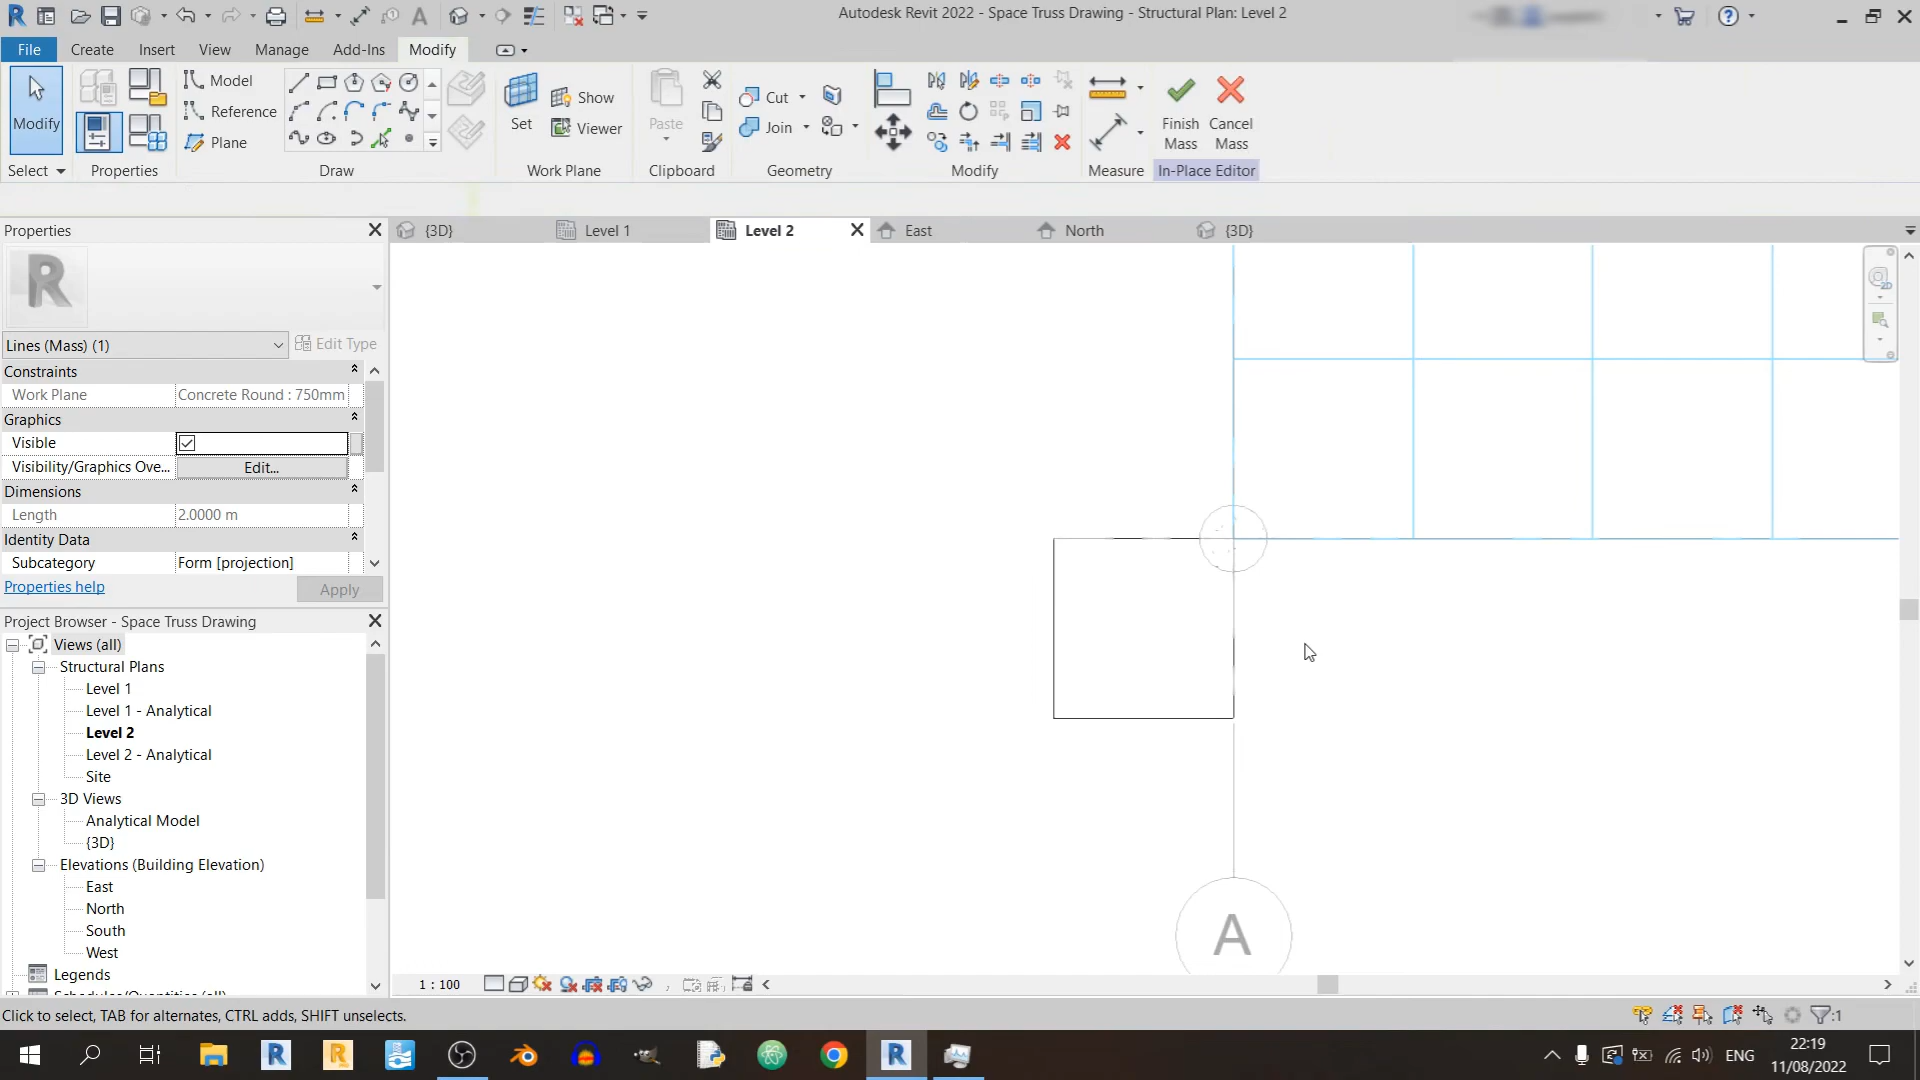 Autodesk Revit 2022 - Space Truss Drawing - Structural Plan: Level 2
File Create Insert View Manage Add-Ins Modify
Modify
Model
Reference
Plane
Set
Show
Viewer
Paste
Cut
Join
Finish Mass
Cancel Mass
Select Properties Draw Work Plane Clipboard Geometry Modify Measure In-Place Editor
Properties
{3D} Level 1 Level 2 East North {3D}
R
Lines (Mass) (1) Edit Type
Constraints
Work Plane Concrete Round : 750mm
Graphics
Visible
Visibility/Graphics Ove... Edit...
Dimensions
Length 2.0000 m
Identity Data
Subcategory Form [projection]
Properties help Apply
Project Browser - Space Truss Drawing
Views (all)
Structural Plans
Level 1
Level 1 - Analytical
Level 2
Level 2 - Analytical
Site
3D Views
Analytical Model
{3D}
Elevations (Building Elevation)
East
North
South
West
Legends
Schedules/Quantities (all)
A
2D
1 : 100
Click to select, TAB for alternates, CTRL adds, SHIFT unselects.
:1
ENG
22:19
11/08/2022